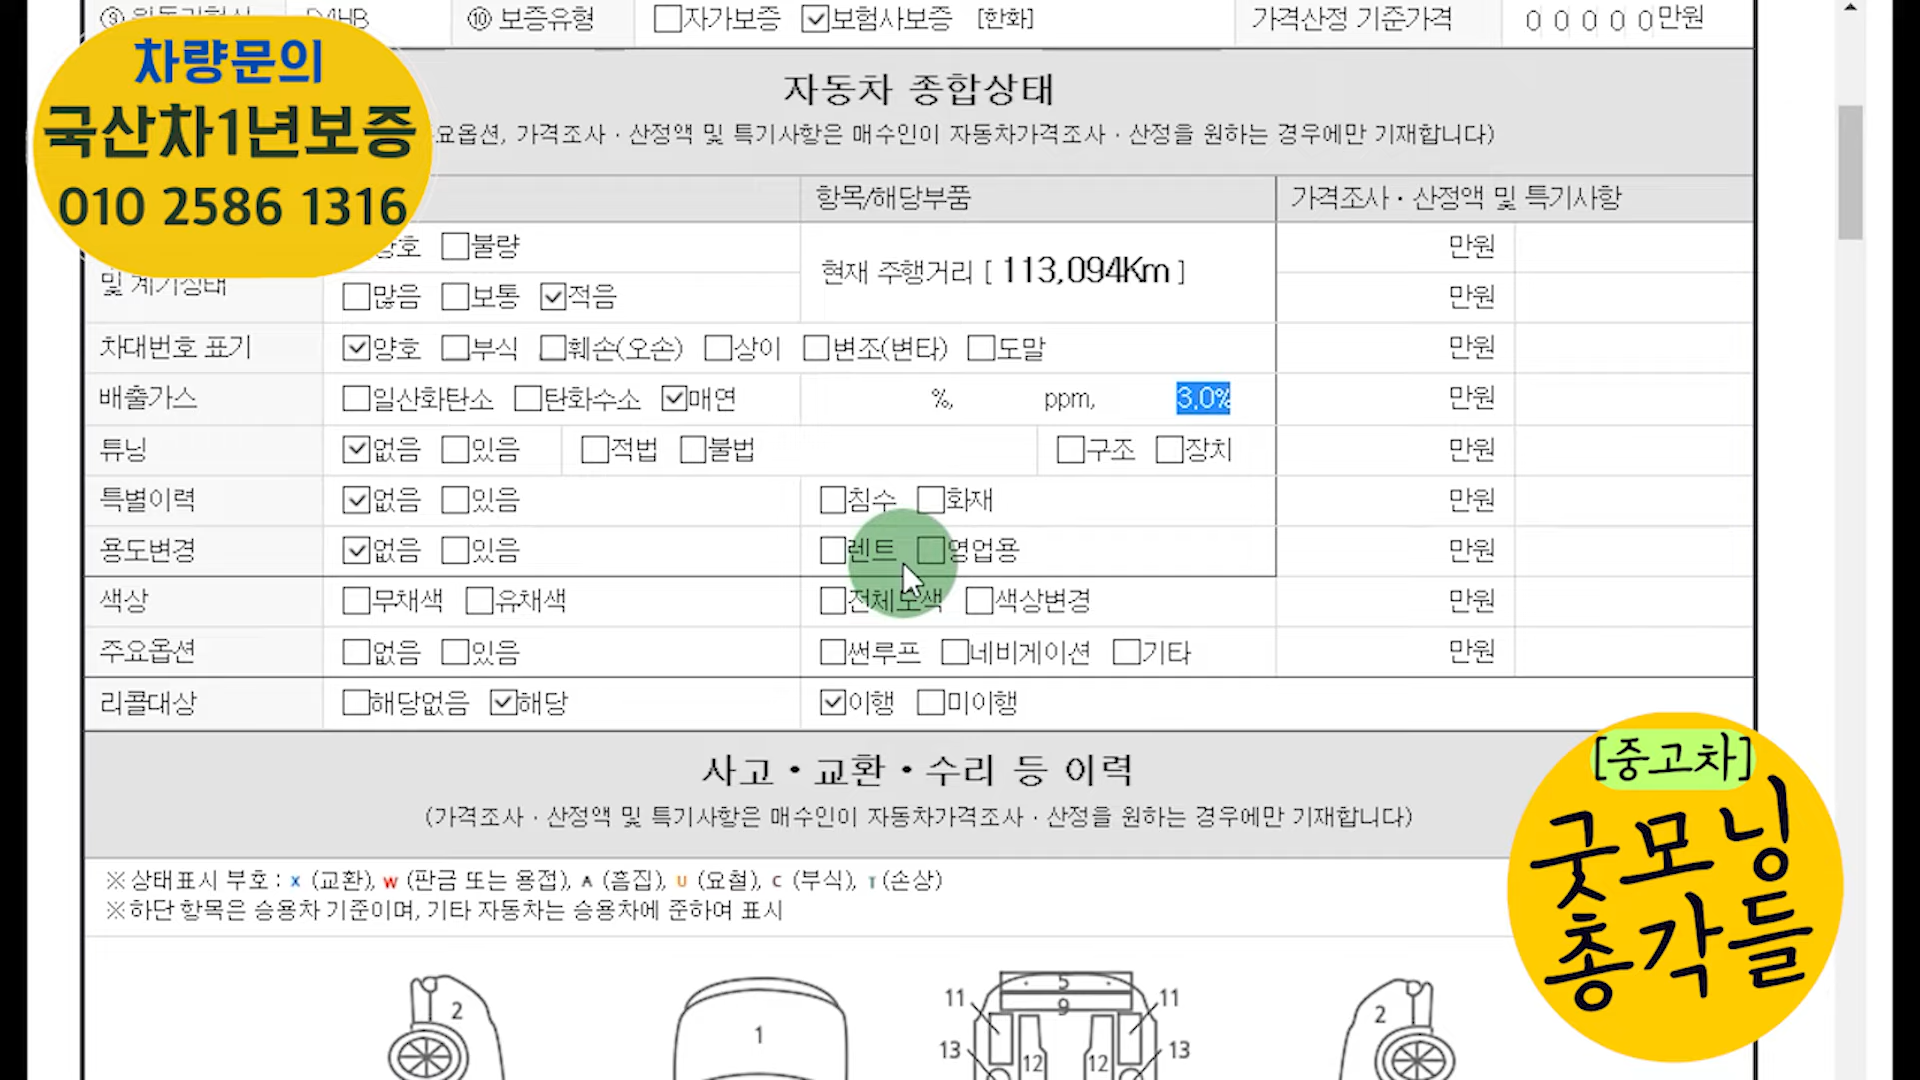 ⑩ 보증유형 자가보증 보험사보증 [한화] 가격산정 기준가격 0 0 0 0 0만원
차량문의
국산차1년보증
010 2586 1316
자동차 종합상태
요옵션, 가격조사 · 산정액 및 특기사항은 매수인이 자동차가격조사 · 산정을 원하는 경우에만 기재합니다)
항목/해당부품 가격조사 · 산정액 및 특기사항
불량 만원
현재 주행거리 [ 113,094Km ]
및 계기상태 많음 보통 적음 만원
차대번호 표기 양호 부식 훼손(오손) 상이 변조(변타) 도말 만원
배출가스 일산화탄소 탄화수소 매연 %, ppm, 3.0% 만원
튜닝 없음 있음 적법 불법 구조 장치 만원
특별이력 없음 있음 침수 화재 만원
용도변경 없음 있음 렌트 영업용 만원
색상 무채색 유채색 전체도색 색상변경 만원
주요옵션 없음 있음 썬루프 네비게이션 기타 만원
리콜대상 해당없음 해당 이행 미이행
사고 • 교환 • 수리 등 이력
(가격조사 · 산정액 및 특기사항은 매수인이 자동차가격조사 · 산정을 원하는 경우에만 기재합니다)
※ 상태표시 부호 : X (교환), W (판금 또는 용접), A (흠집), U (요철), C (부식), T (손상)
※ 하단 항목은 승용차 기준이며, 기타 자동차는 승용차에 준하여 표시
[중고차]
굿모닝
총각들
2 1 5 9 11 11 2
13 12 12 13